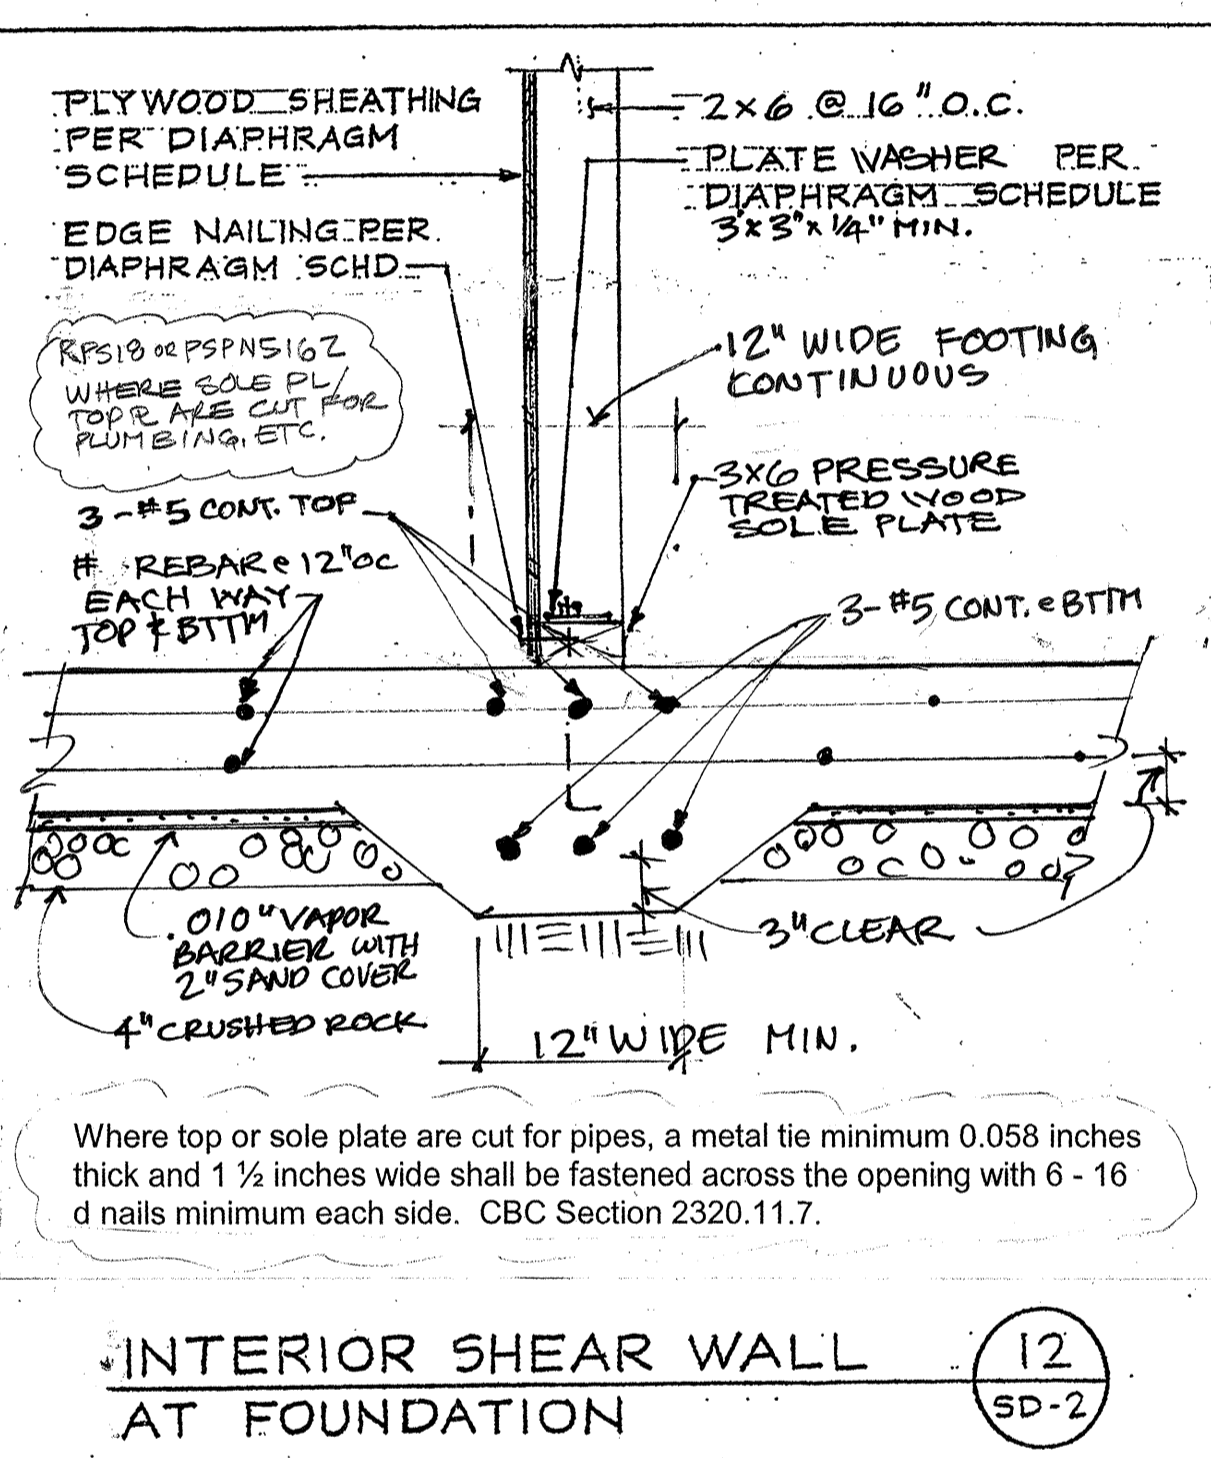 PLYWOOD SHEATHING
PER DIAPHRAGM
SCHEDULE
2×6 @ 16" O.C.
PLATE WASHER PER
DIAPHRAGM SCHEDULE
3"x 3"x 1/4" MIN.
EDGE NAILING PER
DIAPHRAGM SCHD.
RPS18 OR PSPN516Z
WHERE SOLE PL/
TOP PL ARE CUT FOR
PLUMBING, ETC.
12" WIDE FOOTING
CONTINUOUS
3×6 PRESSURE
TREATED WOOD
SOLE PLATE
3-#5 CONT. TOP
# REBAR @ 12"OC
EACH WAY
TOP & BTTM
3-#5 CONT. @ BTTM
.010" VAPOR
BARRIER WITH
2" SAND COVER
4" CRUSHED ROCK
3" CLEAR
12" WIDE MIN.
Where top or sole plate are cut for pipes, a metal tie minimum 0.058 inches
thick and 1 ½ inches wide shall be fastened across the opening with 6 - 16
d nails minimum each side.  CBC Section 2320.11.7.
INTERIOR SHEAR WALL
AT FOUNDATION
12
SD-2